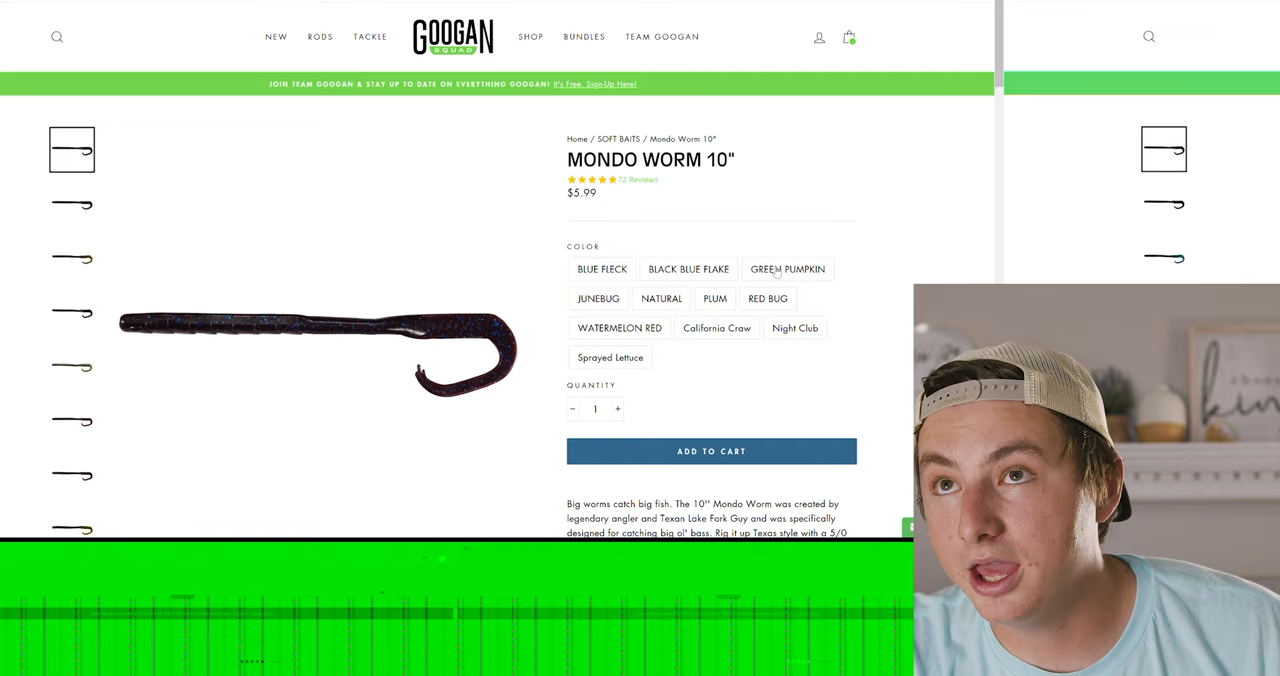 NEW
RODS
TACKLE
GOOGAN
SQUAD
SHOP
BUNDLES
TEAM GOOGAN
JOIN TEAM GOOGAN & STAY UP TO DATE ON EVERYTHING GOOGAN! It's Free, Sign-Up Here!
Home / SOFT BAITS / Mondo Worm 10"
MONDO WORM 10"
72 Reviews
$5.99
COLOR
BLUE FLECK
BLACK BLUE FLAKE
GREEN PUMPKIN
JUNEBUG
NATURAL
PLUM
RED BUG
WATERMELON RED
California Craw
Night Club
Sprayed Lettuce
QUANTITY
− 1 +
ADD TO CART
Big worms catch big fish. The 10'' Mondo Worm was created by
legendary angler and Texan Lake Fork Guy and was specifically
designed for catching big ol' bass. Rig it up Texas style with a 5/0